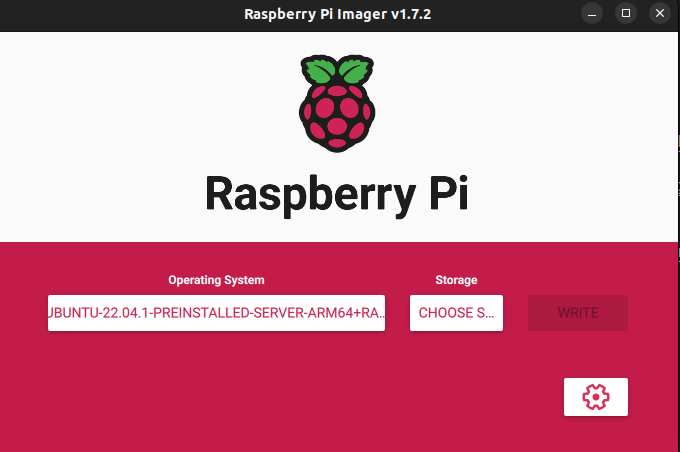 Raspberry Pi Imager v1.7.2
Raspberry Pi
Operating System
Storage
UBUNTU-22.04.1-PREINSTALLED-SERVER-ARM64+RA...
CHOOSE S...
WRITE